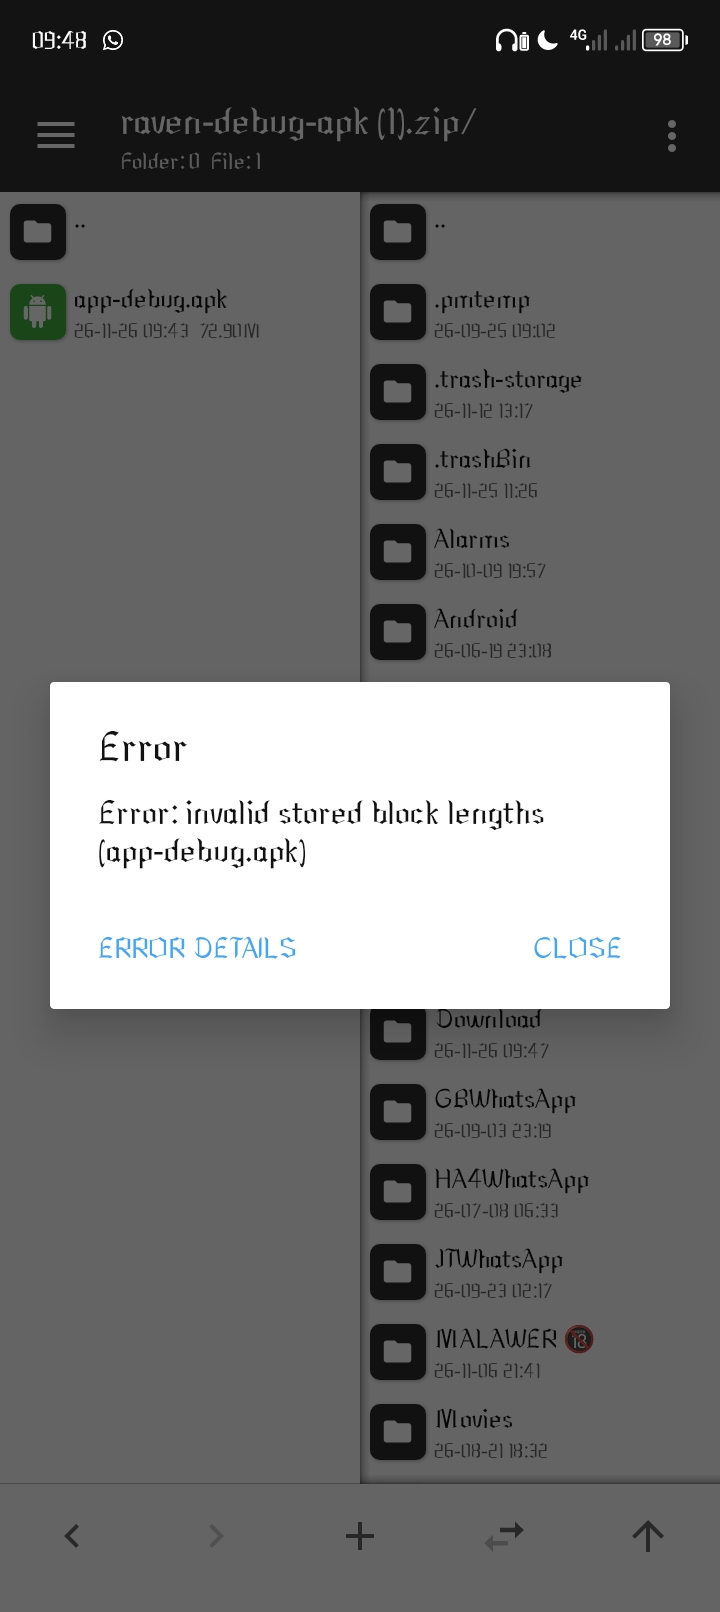 09:48
4G
98
raven-debug-apk (1).zip/
Folder: 0 File: 1
..
app-debug.apk
26-11-26 09:43 72.90M
..
.pmtemp
26-09-25 09:02
.trash-storage
26-11-12 13:17
.trashBin
26-11-25 11:26
Alarms
26-10-09 19:57
Android
26-06-19 23:08
Error
Error: invalid stored block lengths
(app-debug.apk)
ERROR DETAILS
CLOSE
Download
26-11-26 09:47
GBWhatsApp
26-09-03 23:19
HA4WhatsApp
26-07-08 06:33
JTWhatsApp
26-09-23 02:17
MALAWER 🔞
26-11-06 21:41
Movies
26-08-21 18:32